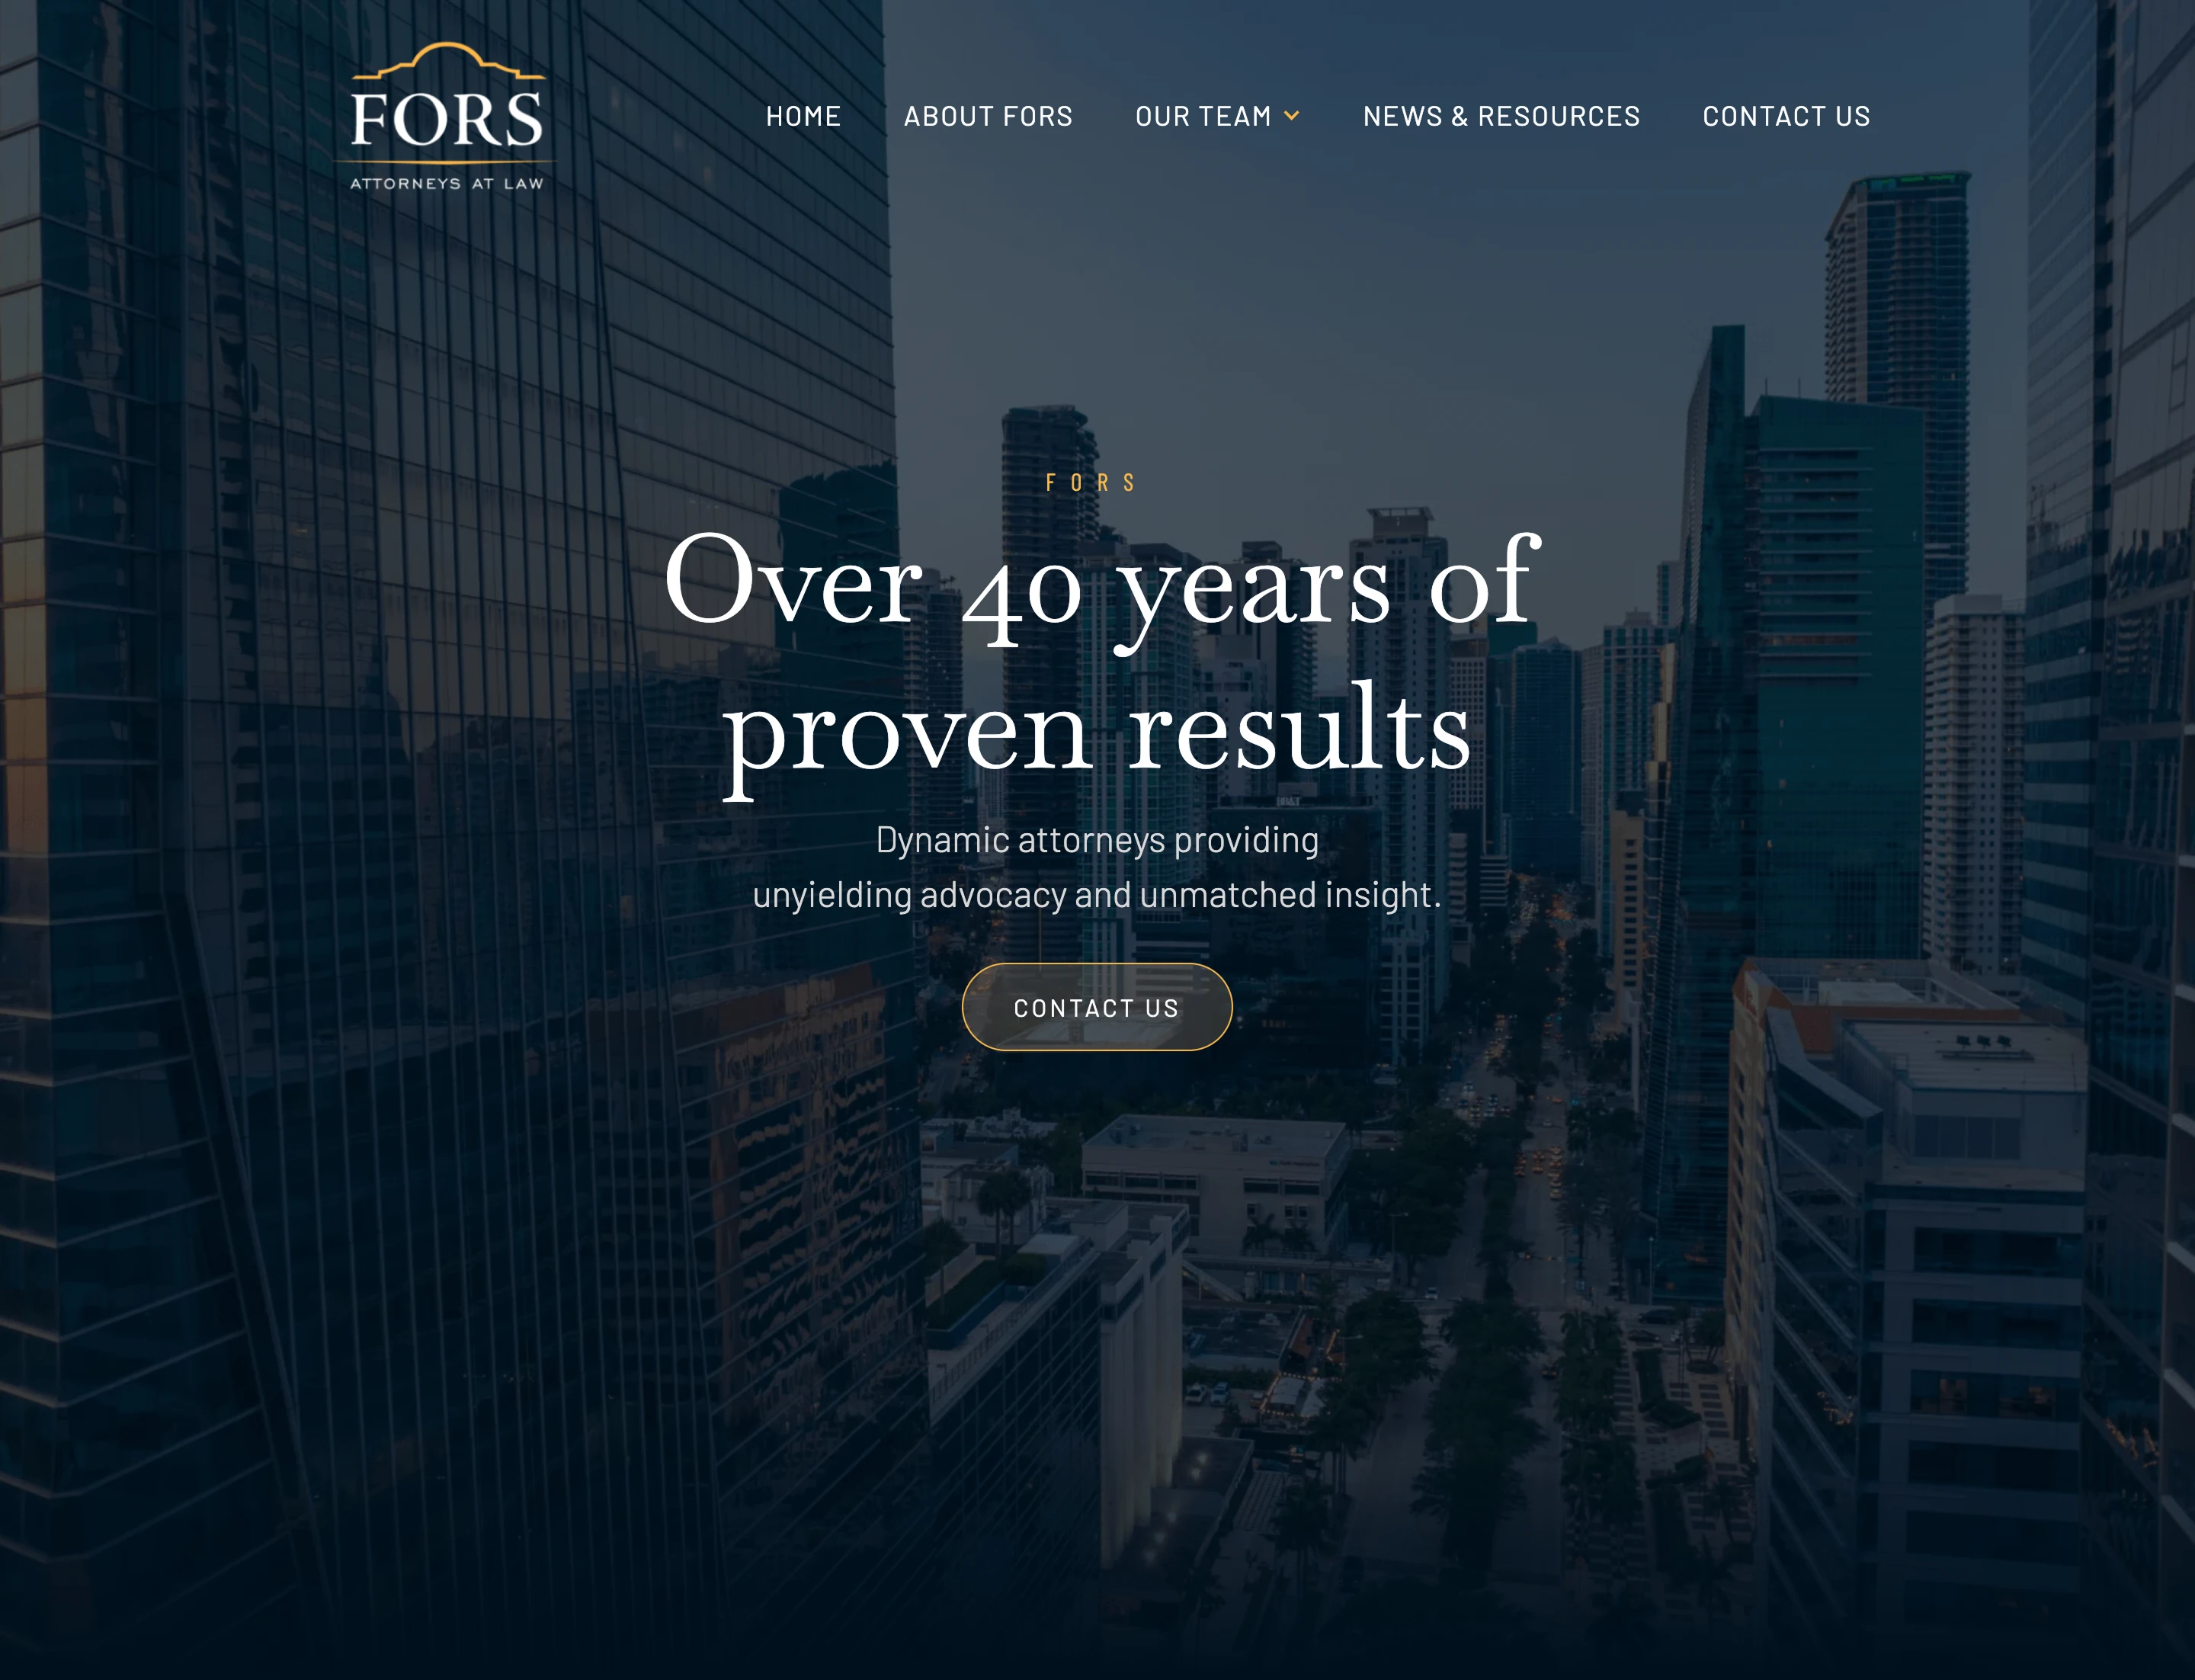 FORS
ATTORNEYS AT LAW
HOME ABOUT FORS OUR TEAM NEWS & RESOURCES CONTACT US
FORS
Over 40 years of
proven results
Dynamic attorneys providing
unyielding advocacy and unmatched insight.
CONTACT US
BB&T